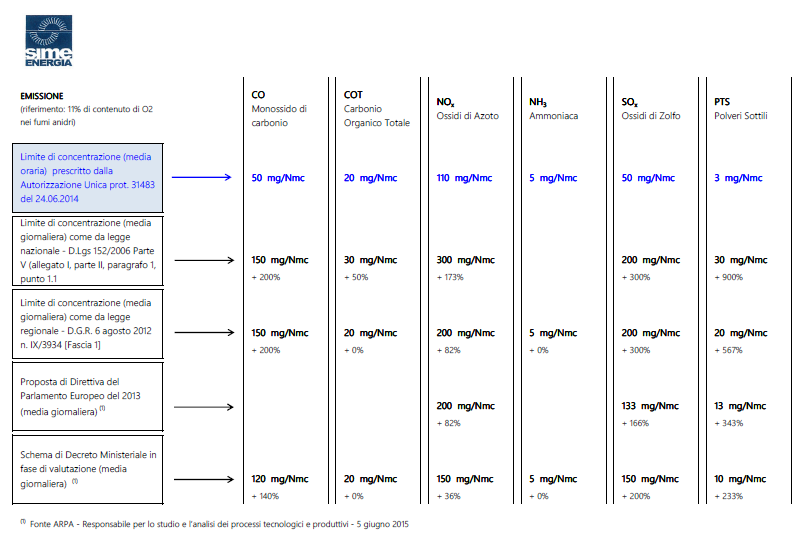 sime
ENERGIA
EMISSIONE
(riferimento: 11% di contenuto di O2
nei fumi anidri)
CO
Monossido di
carbonio
COT
Carbonio
Organico Totale
NOx
Ossidi di Azoto
NH3
Ammoniaca
SOx
Ossidi di Zolfo
PTS
Polveri Sottili
Limite di concentrazione (media
oraria) prescritto dalla
Autorizzazione Unica prot. 31483
del 24.06.2014
50 mg/Nmc
20 mg/Nmc
110 mg/Nmc
5 mg/Nmc
50 mg/Nmc
3 mg/Nmc
Limite di concentrazione (media
giornaliera) come da legge
nazionale - D.Lgs 152/2006 Parte
V (allegato I, parte II, paragrafo 1,
punto 1.1
150 mg/Nmc
+ 200%
30 mg/Nmc
+ 50%
300 mg/Nmc
+ 173%
200 mg/Nmc
+ 300%
30 mg/Nmc
+ 900%
Limite di concentrazione (media
giornaliera) come da legge
regionale - D.G.R. 6 agosto 2012
n. IX/3934 [Fascia 1]
150 mg/Nmc
+ 200%
20 mg/Nmc
+ 0%
200 mg/Nmc
+ 82%
5 mg/Nmc
+ 0%
200 mg/Nmc
+ 300%
20 mg/Nmc
+ 567%
Proposta di Direttiva del
Parlamento Europeo del 2013
(media giornaliera) (1)
200 mg/Nmc
+ 82%
133 mg/Nmc
+ 166%
13 mg/Nmc
+ 343%
Schema di Decreto Ministeriale in
fase di valutazione (media
giornaliera) (1)
120 mg/Nmc
+ 140%
20 mg/Nmc
+ 0%
150 mg/Nmc
+ 36%
5 mg/Nmc
+ 0%
150 mg/Nmc
+ 200%
10 mg/Nmc
+ 233%
(1) Fonte ARPA - Responsabile per lo studio e l'analisi dei processi tecnologici e produttivi - 5 giugno 2015